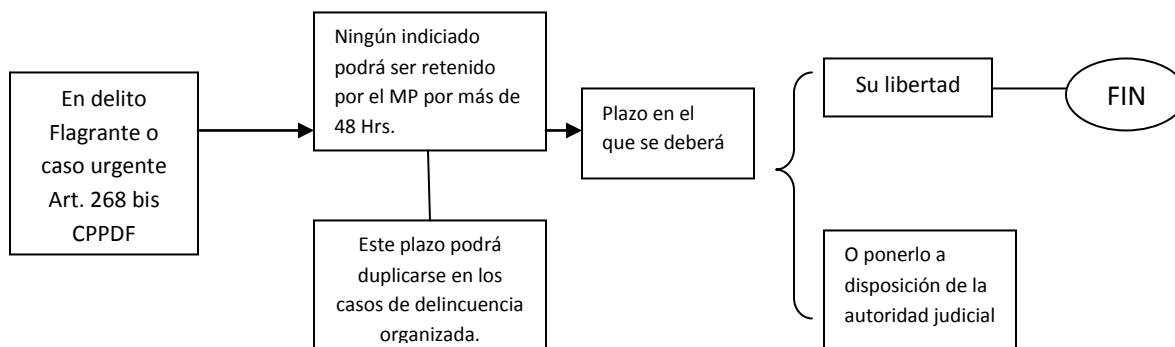 En delito
Flagrante o
caso urgente
Art. 268 bis
CPPDF
Ningún indiciado
podrá ser retenido
por el MP por más de
48 Hrs.
Este plazo podrá
duplicarse en los
casos de delincuencia
organizada.
Plazo en el
que se deberá
Su libertad
FIN
O ponerlo a
disposición de la
autoridad judicial